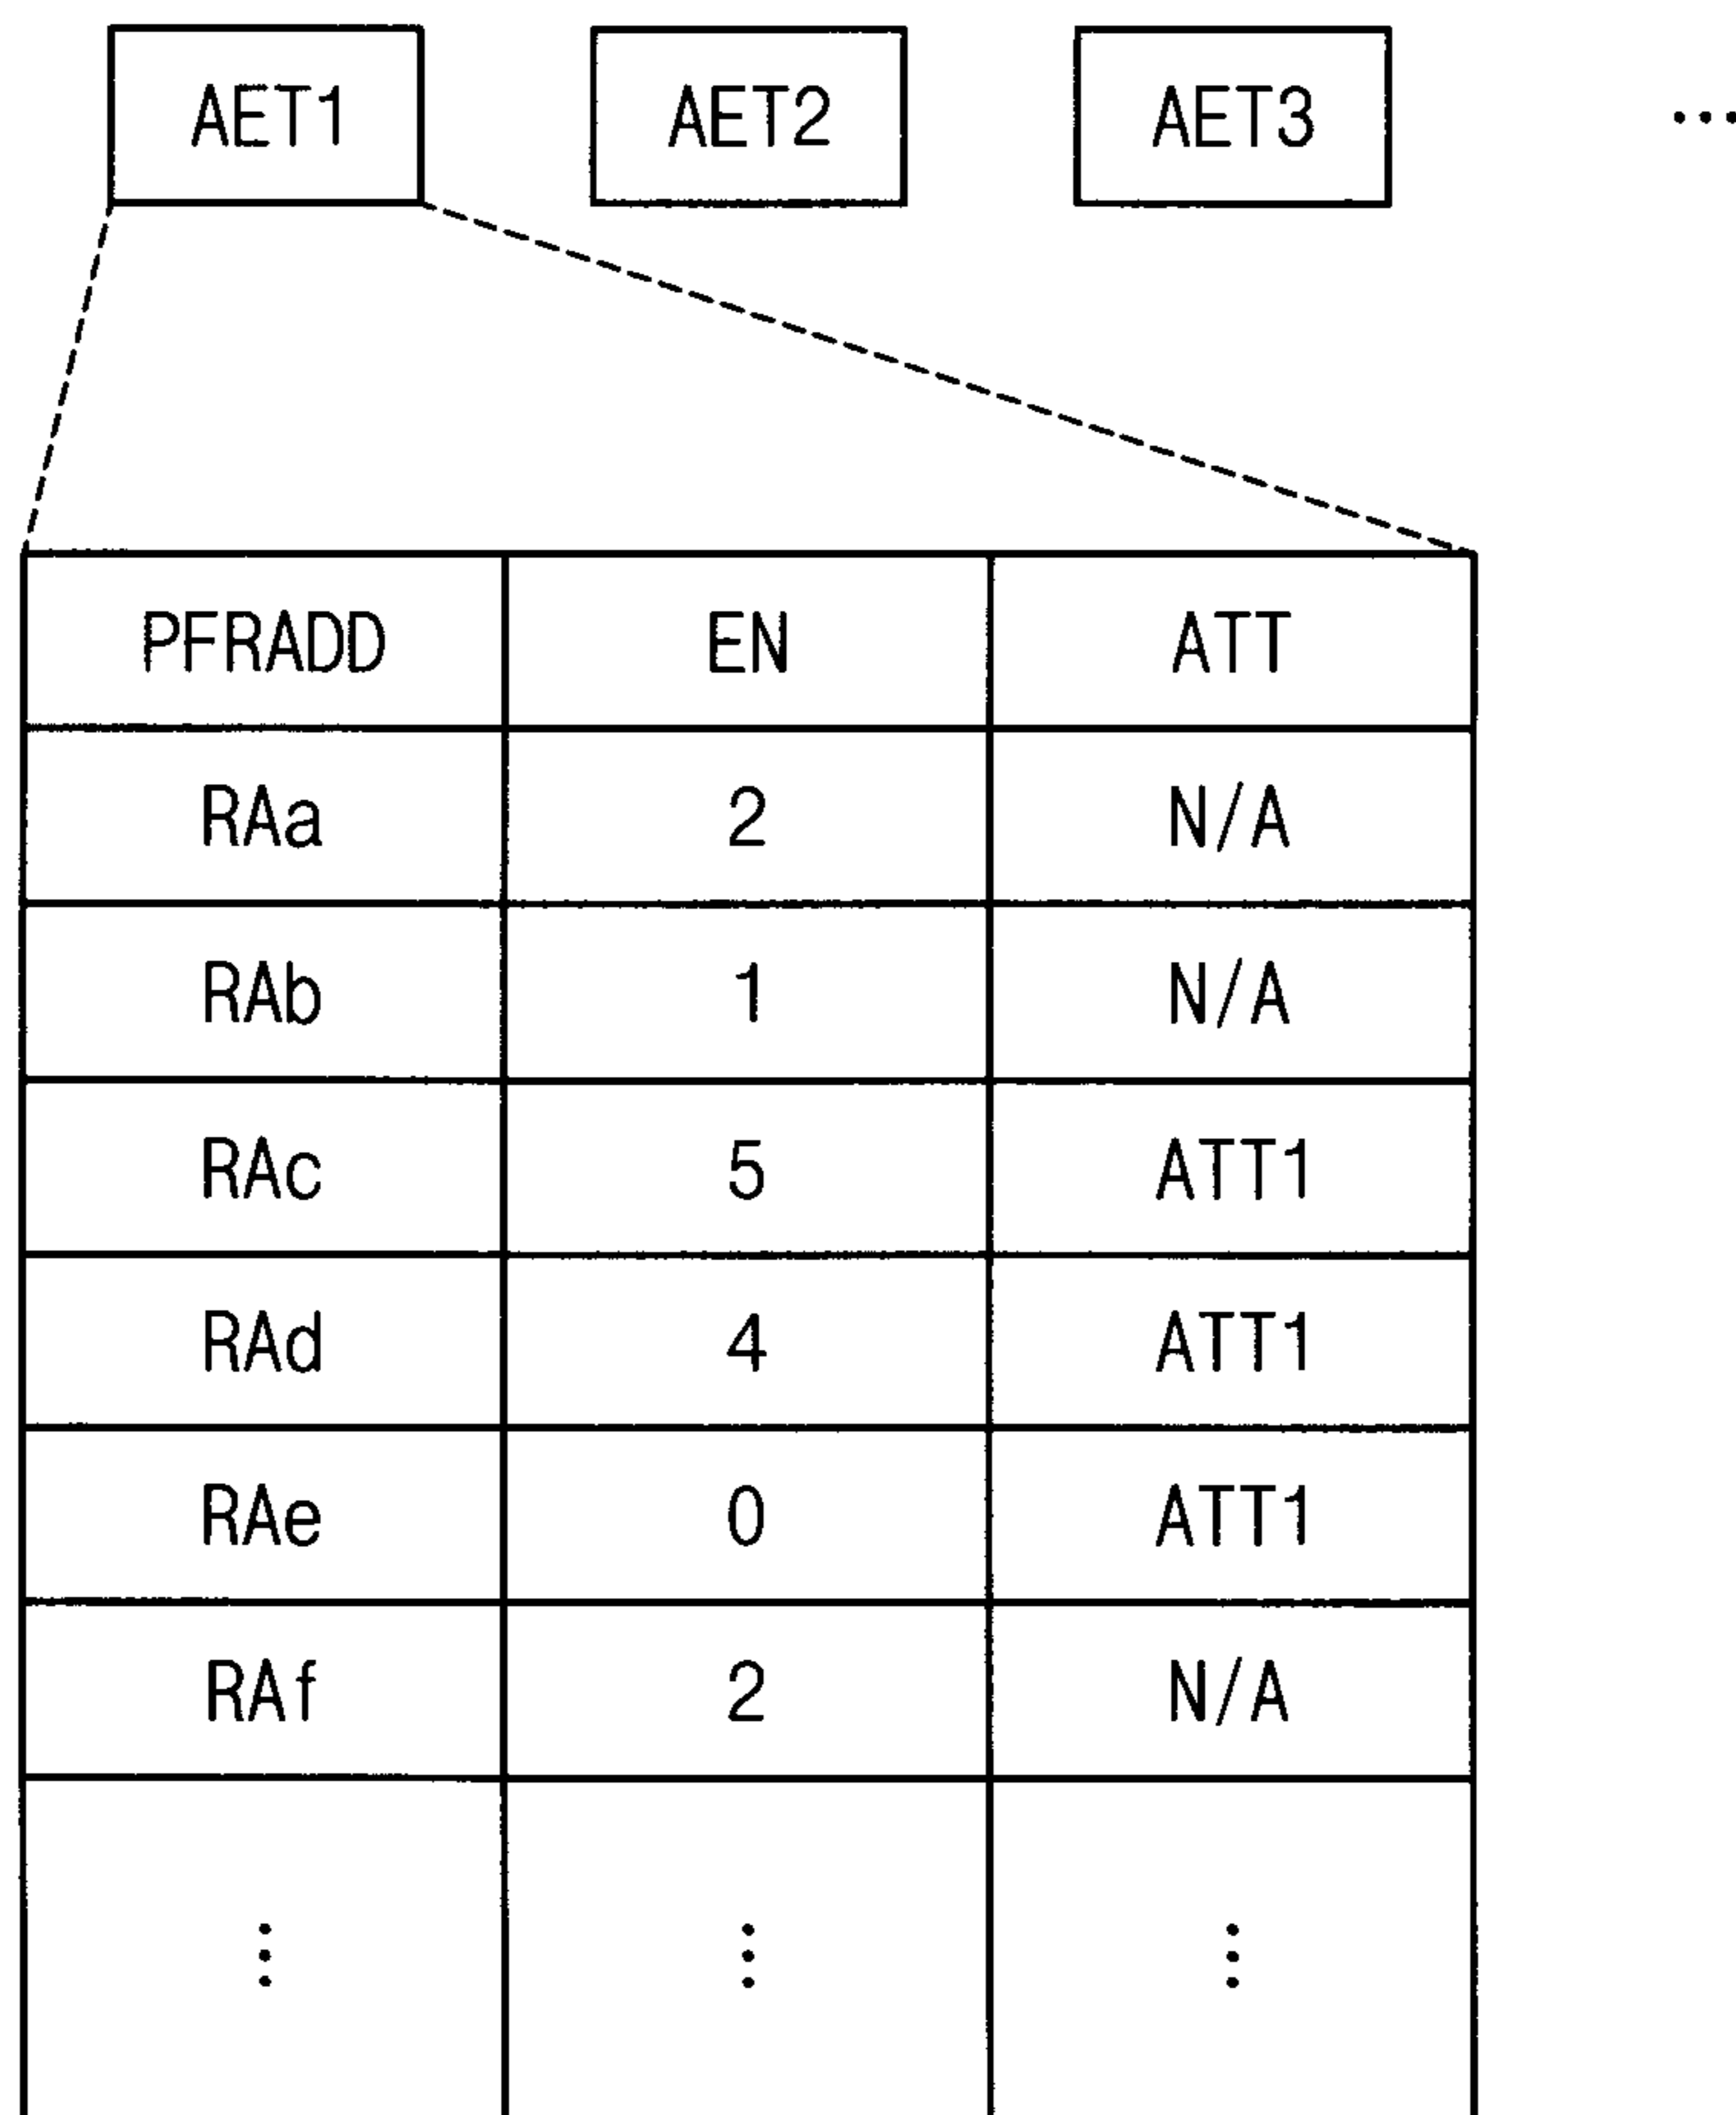 AET1 AET2 AET3 ...
PFRADD EN ATT
RAa 2 N/A
RAb 1 N/A
RAc 5 ATT1
RAd 4 ATT1
RAe 0 ATT1
RAf 2 N/A
⋮ ⋮ ⋮